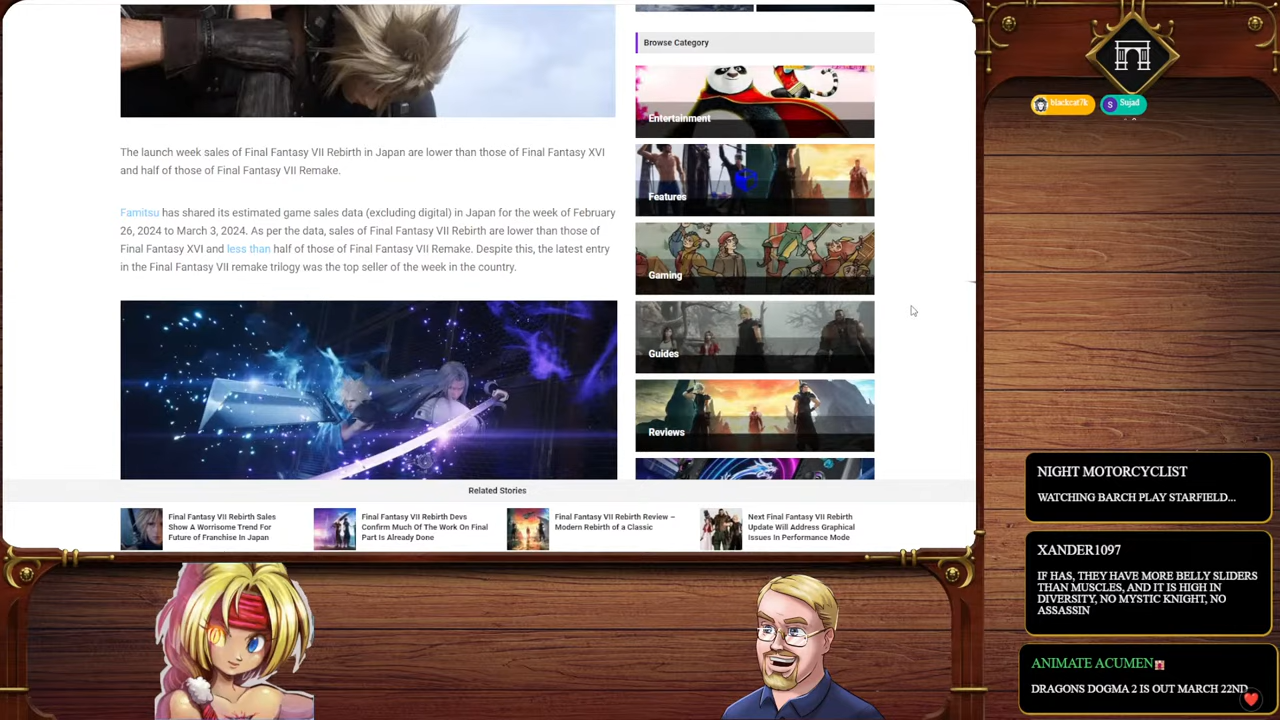 Browse Category
Entertainment
Features
Gaming
Guides
Reviews
The launch week sales of Final Fantasy VII Rebirth in Japan are lower than those of Final Fantasy XVI
and half of those of Final Fantasy VII Remake.
Famitsu has shared its estimated game sales data (excluding digital) in Japan for the week of February
26, 2024 to March 3, 2024. As per the data, sales of Final Fantasy VII Rebirth are lower than those of
Final Fantasy XVI and less than half of those of Final Fantasy VII Remake. Despite this, the latest entry
in the Final Fantasy VII remake trilogy was the top seller of the week in the country.
Related Stories
Final Fantasy VII Rebirth Sales
Show A Worrisome Trend For
Future of Franchise In Japan
Final Fantasy VII Rebirth Devs
Confirm Much Of The Work On Final
Part Is Already Done
Final Fantasy VII Rebirth Review –
Modern Rebirth of a Classic
Next Final Fantasy VII Rebirth
Update Will Address Graphical
Issues In Performance Mode
blackcat7k
S Sujad
NIGHT MOTORCYCLIST
WATCHING BARCH PLAY STARFIELD...
XANDER1097
IF HAS, THEY HAVE MORE BELLY SLIDERS
THAN MUSCLES, AND IT IS HIGH IN
DIVERSITY, NO MYSTIC KNIGHT, NO
ASSASSIN
ANIMATE ACUMEN
DRAGONS DOGMA 2 IS OUT MARCH 22ND